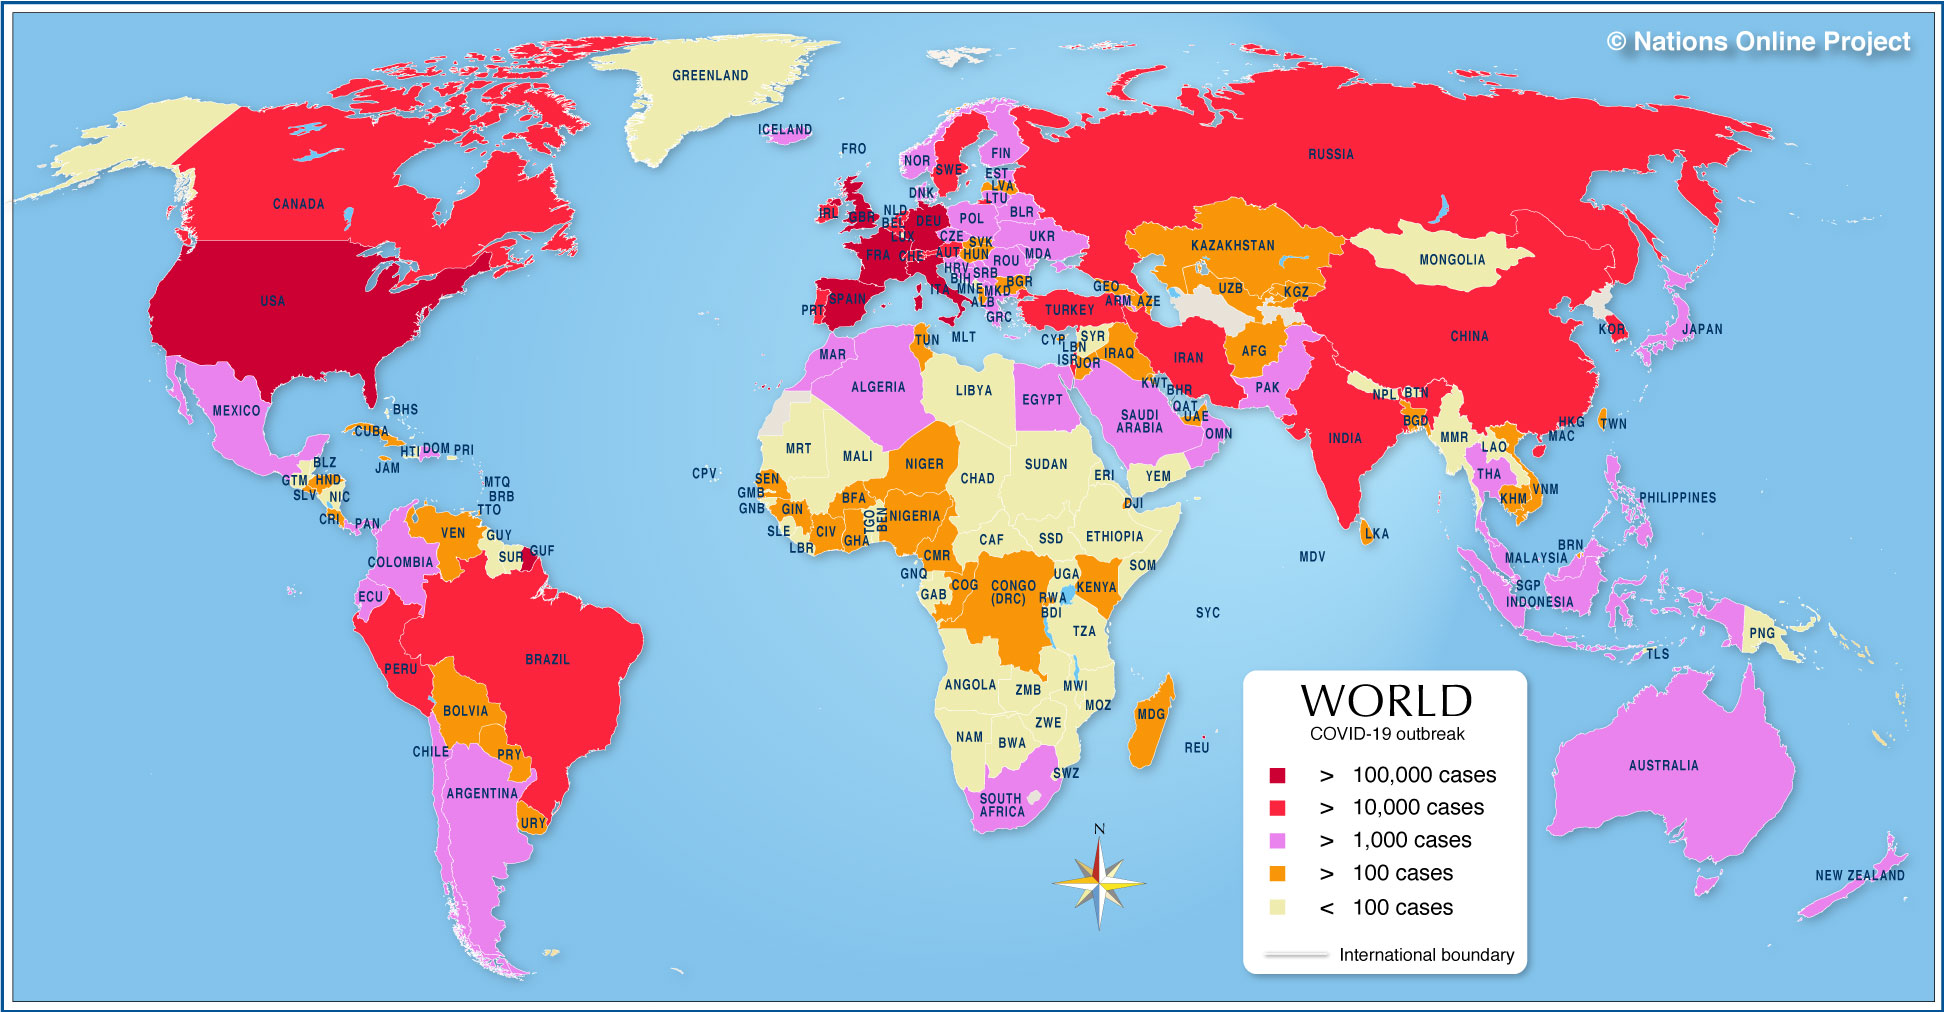 © Nations Online Project
GREENLAND
ICELAND
FRO
NOR
SWE
FIN
RUSSIA
EST
LVA
LTU
DNK
CANADA
IRL
GBR
NLD
BEL
LUX
DEU
POL
BLR
CZE
SVK
UKR
FRA
CHE
AUT
HUN
ROU
MDA
HRV
SRB
BIH
MNE
MKD
BGR
ITA
ALB
GRC
PRT
SPAIN
MLT
KAZAKHSTAN
MONGOLIA
UZB
KGZ
GEO
ARM
AZE
TURKEY
USA
CHINA
KOR
JAPAN
TUN
CYP
SYR
LBN
ISR
JOR
IRAQ
IRAN
AFG
PAK
MAR
ALGERIA
LIBYA
EGYPT
KWT
BHR
QAT
UAE
SAUDI
ARABIA
OMN
NPL
BTN
BGD
INDIA
MMR
LAO
THA
KHM
VNM
HKG
MAC
TWN
MEXICO
BHS
CUBA
HTI
DOM
PRI
JAM
BLZ
GTM
HND
SLV
NIC
CRI
PAN
MTQ
BRB
TTO
CPV
MRT
MALI
NIGER
CHAD
SUDAN
ERI
YEM
DJI
SEN
GMB
GNB
GIN
BFA
SLE
LBR
CIV
GHA
TGO
BEN
NIGERIA
CMR
CAF
SSD
ETHIOPIA
SOM
VEN
GUY
SUR
GUF
COLOMBIA
ECU
PERU
BRAZIL
BOLVIA
PRY
CHILE
ARGENTINA
URY
GNQ
GAB
COG
CONGO
(DRC)
UGA
KENYA
RWA
BDI
TZA
ANGOLA
ZMB
MWI
MOZ
ZWE
NAM
BWA
SWZ
SOUTH
AFRICA
MDG
REU
SYC
MDV
LKA
PHILIPPINES
BRN
MALAYSIA
SGP
INDONESIA
TLS
PNG
AUSTRALIA
NEW ZEALAND
N
WORLD
COVID-19 outbreak
> 100,000 cases
> 10,000 cases
> 1,000 cases
> 100 cases
< 100 cases
International boundary